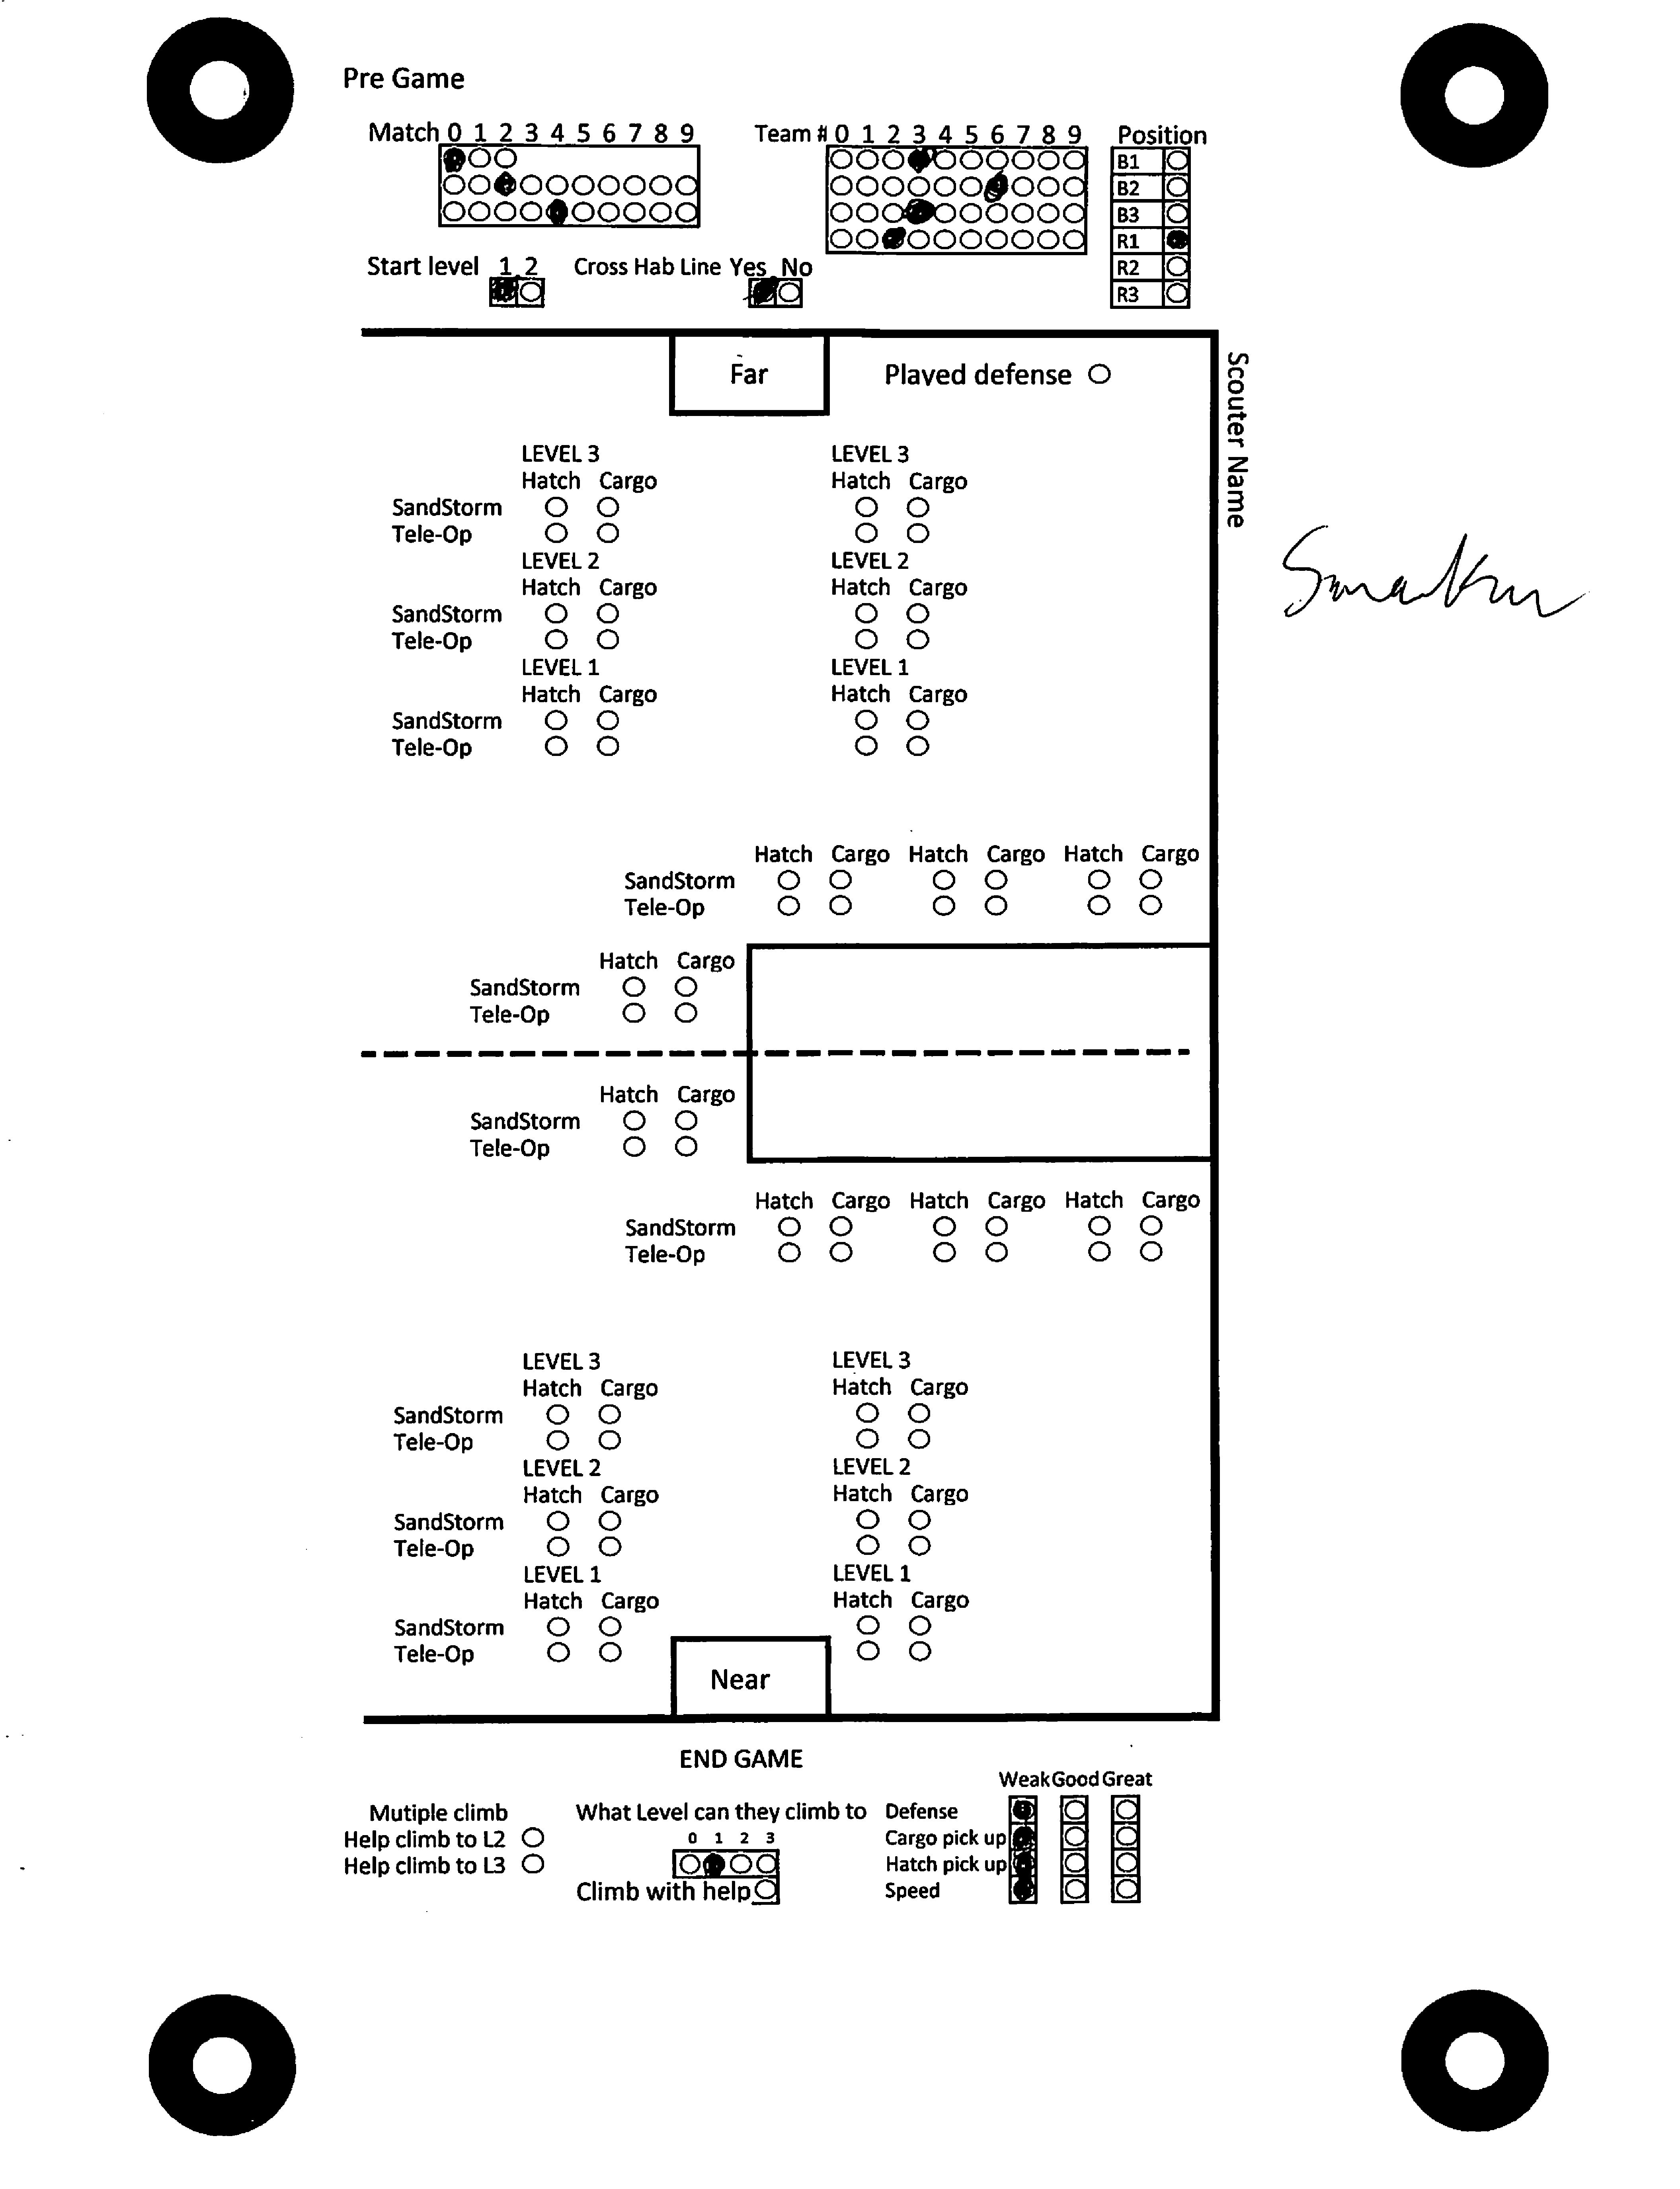 Pre Game
Match 0 1 2 3 4 5 6 7 8 9
Team # 0 1 2 3 4 5 6 7 8 9
Position
B1
B2
B3
R1
R2
R3
Start level 1 2
Cross Hab Line Yes No
Far
Played defense
Scouter Name
LEVEL 3 LEVEL 3
Hatch Cargo Hatch Cargo
SandStorm
Tele-Op
LEVEL 2 LEVEL 2
Hatch Cargo Hatch Cargo
SandStorm
Tele-Op
LEVEL 1 LEVEL 1
Hatch Cargo Hatch Cargo
SandStorm
Tele-Op
Hatch Cargo Hatch Cargo Hatch Cargo
SandStorm
Tele-Op
Hatch Cargo
SandStorm
Tele-Op
Hatch Cargo
SandStorm
Tele-Op
Hatch Cargo Hatch Cargo Hatch Cargo
SandStorm
Tele-Op
LEVEL 3 LEVEL 3
Hatch Cargo Hatch Cargo
SandStorm
Tele-Op
LEVEL 2 LEVEL 2
Hatch Cargo Hatch Cargo
SandStorm
Tele-Op
LEVEL 1 LEVEL 1
Hatch Cargo Hatch Cargo
SandStorm
Tele-Op
Near
END GAME
Mutiple climb
Help climb to L2
Help climb to L3
What Level can they climb to
0 1 2 3
Climb with help
Weak Good Great
Defense
Cargo pick up
Hatch pick up
Speed